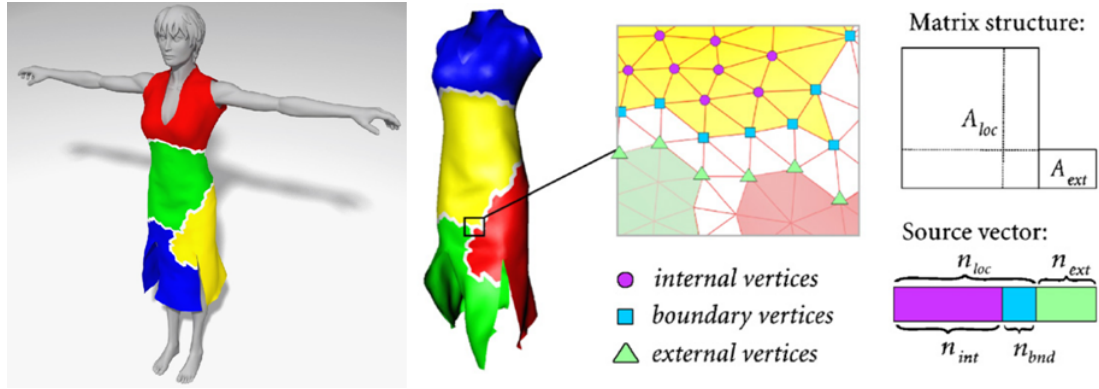 internal vertices
boundary vertices
external vertices
Matrix structure:
A_loc
A_ext
Source vector:
n_loc n_ext
n_int n_bnd